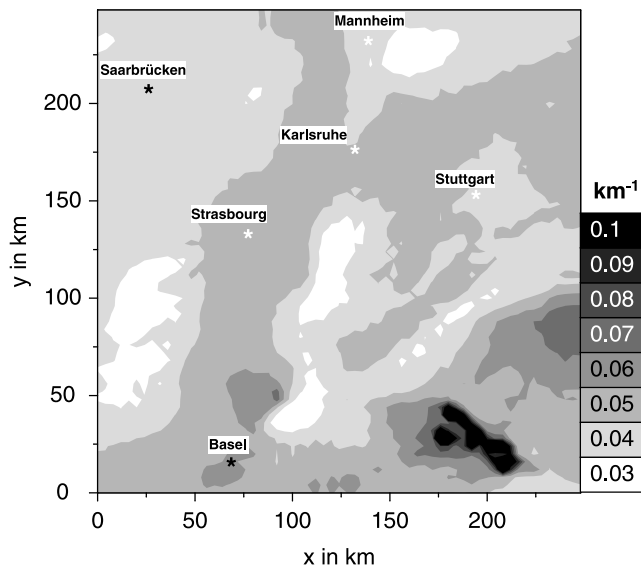 Mannheim
*
Saarbrücken
*
Karlsruhe
*
Stuttgart
*
Strasbourg
*
Basel
*
200
150
100
50
0
y in km
0
50
100
150
200
x in km
km-1
0.1
0.09
0.08
0.07
0.06
0.05
0.04
0.03